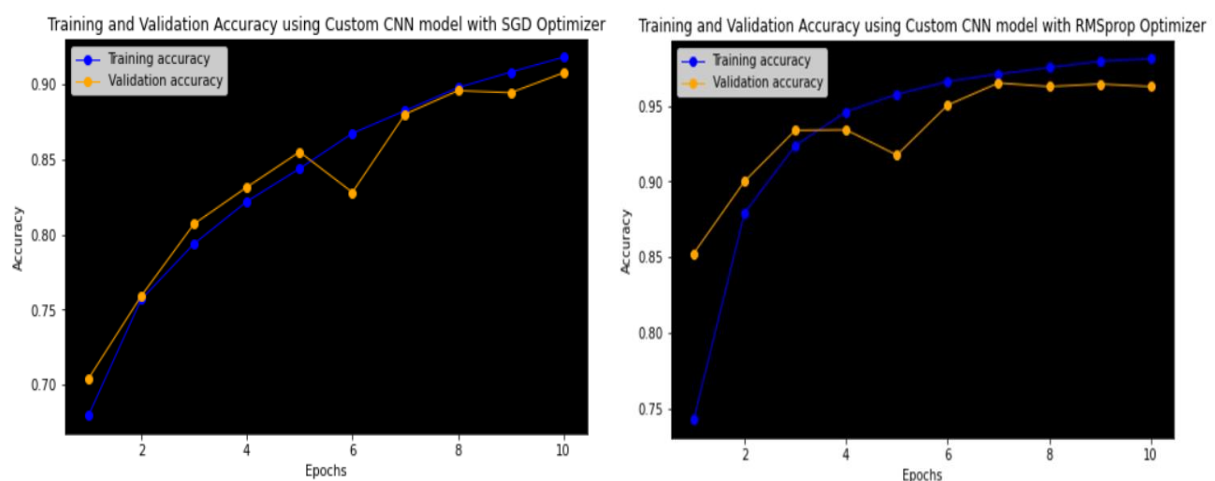 Training and Validation Accuracy using Custom CNN model with SGD Optimizer
Training accuracy
Validation accuracy
0.90
0.85
0.80
0.75
0.70
Accuracy
2
4
6
8
10
Epochs
Training and Validation Accuracy using Custom CNN model with RMSprop Optimizer
Training accuracy
Validation accuracy
0.95
0.90
0.85
0.80
0.75
Accuracy
2
4
6
8
10
Epochs